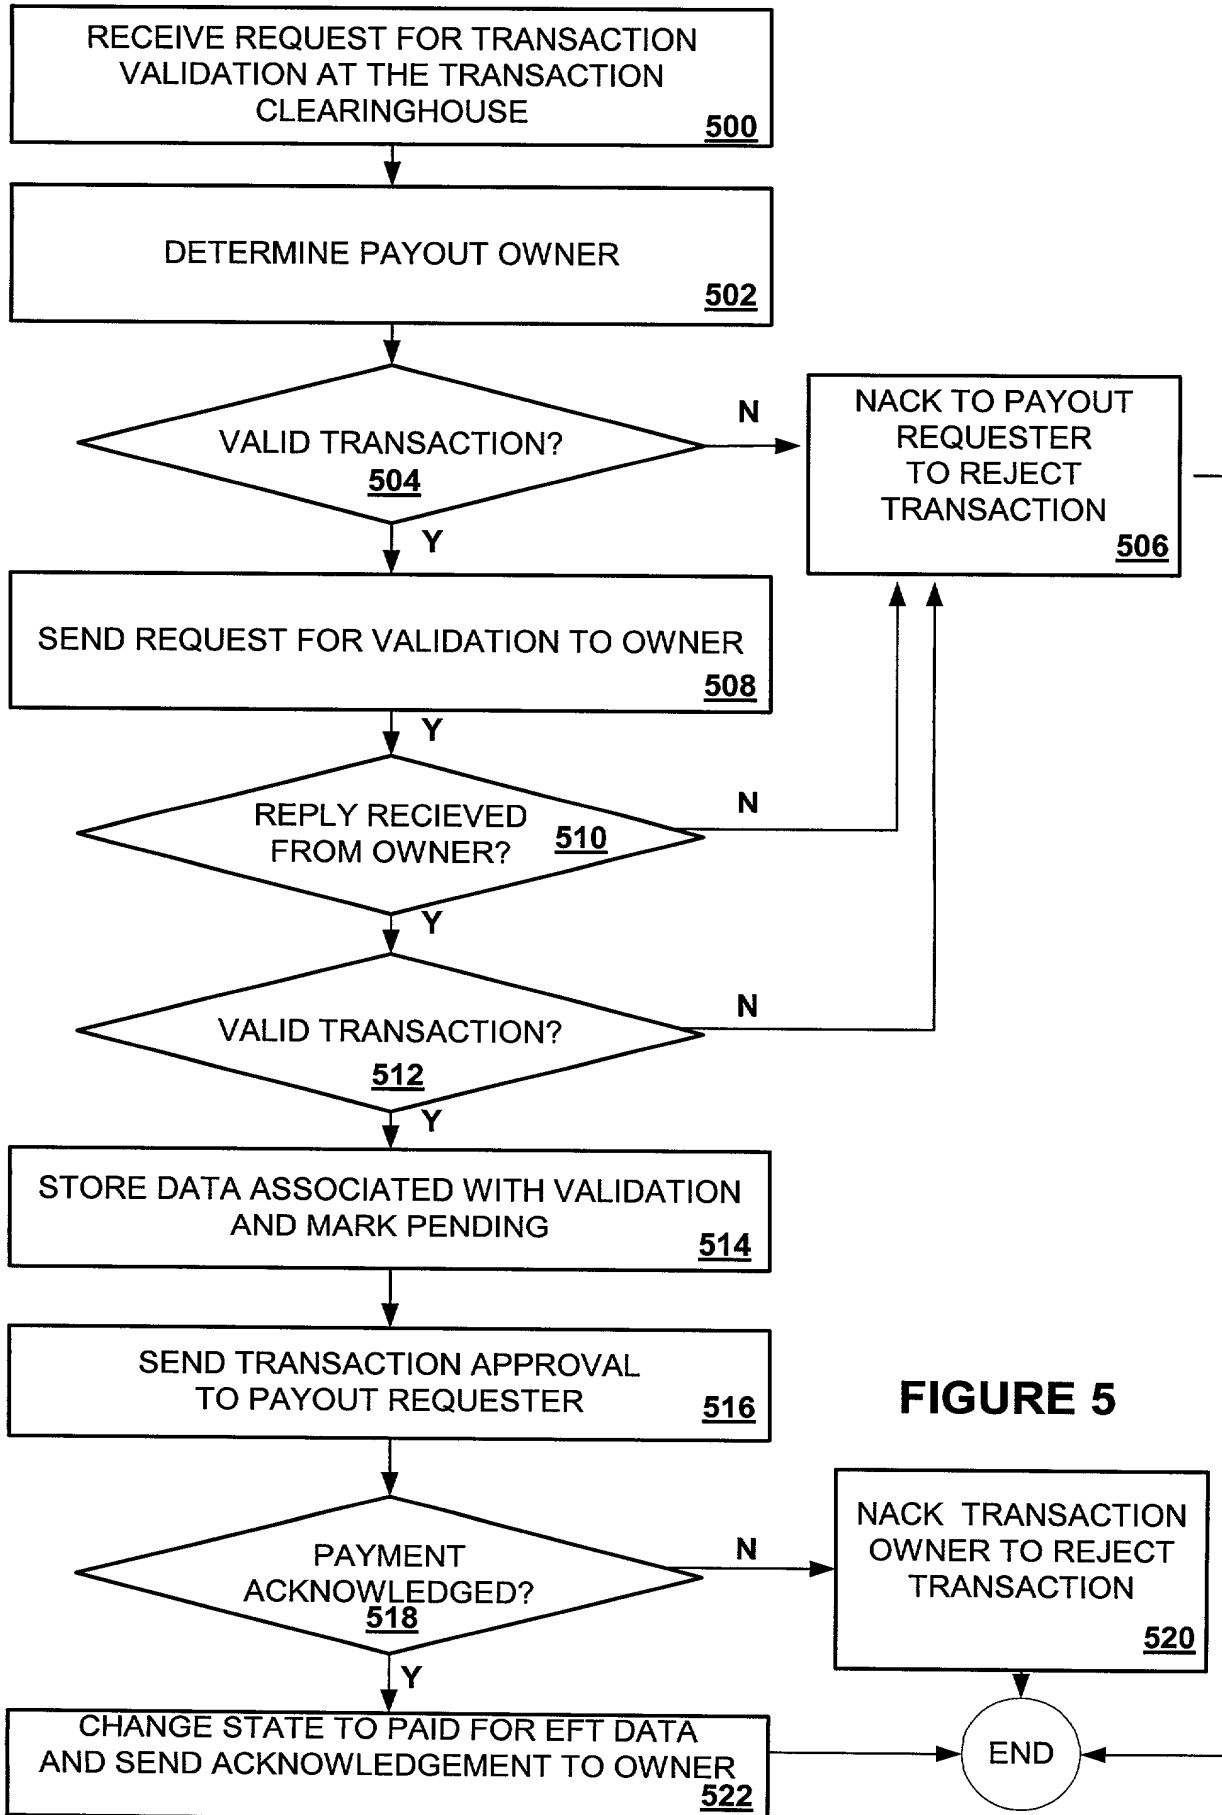 RECEIVE REQUEST FOR TRANSACTION
VALIDATION AT THE TRANSACTION
CLEARINGHOUSE
500
DETERMINE PAYOUT OWNER
502
VALID TRANSACTION?
504
N
NACK TO PAYOUT
REQUESTER
TO REJECT
TRANSACTION
506
Y
SEND REQUEST FOR VALIDATION TO OWNER
508
Y
REPLY RECIEVED
FROM OWNER?
510
N
Y
VALID TRANSACTION?
512
N
Y
STORE DATA ASSOCIATED WITH VALIDATION
AND MARK PENDING
514
SEND TRANSACTION APPROVAL
TO PAYOUT REQUESTER
516
FIGURE 5
PAYMENT
ACKNOWLEDGED?
518
N
NACK TRANSACTION
OWNER TO REJECT
TRANSACTION
520
Y
CHANGE STATE TO PAID FOR EFT DATA
AND SEND ACKNOWLEDGEMENT TO OWNER
522
END